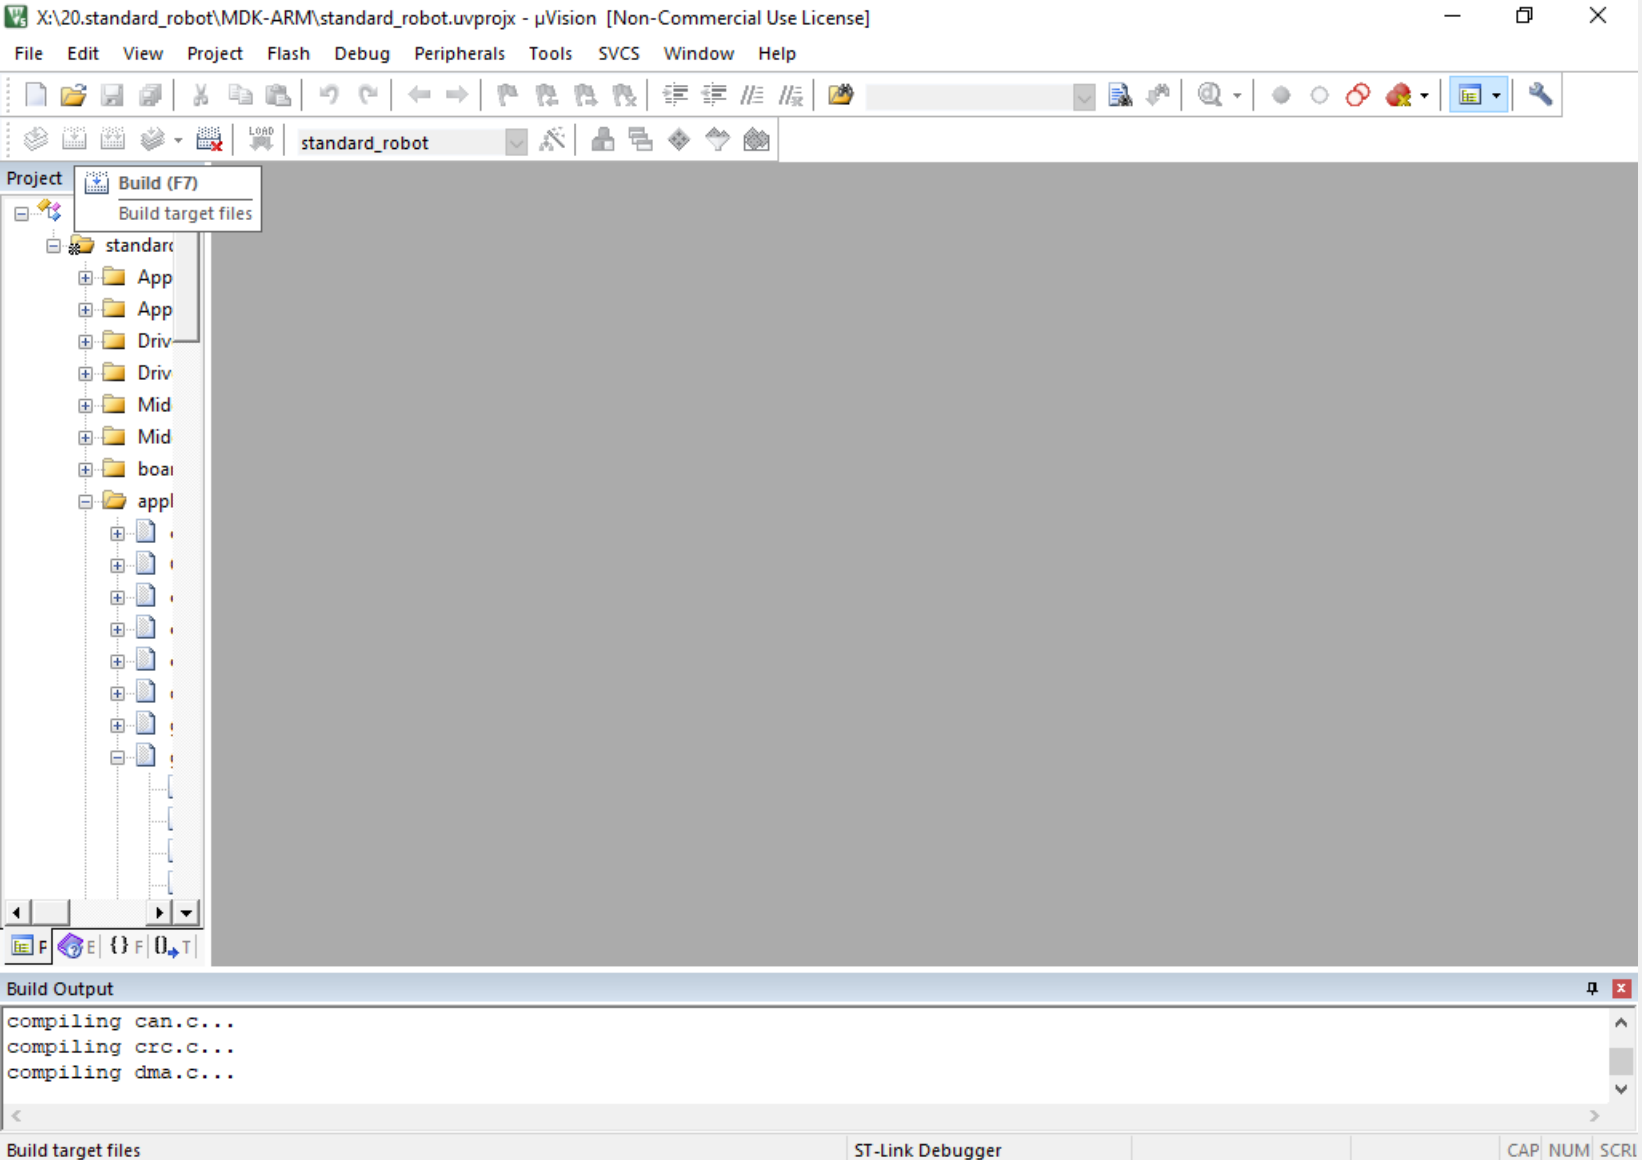 X:\20.standard_robot\MDK-ARM\standard_robot.uvprojx - µVision [Non-Commercial Use License]
File Edit View Project Flash Debug Peripherals Tools SVCS Window Help
LOAD
standard_robot
Project
Build (F7)
Build target files
standard
App
App
Driv
Driv
Mid
Mid
boar
appl
P E {} F 0 T
Build Output
compiling can.c...
compiling crc.c...
compiling dma.c...
Build target files ST-Link Debugger CAP NUM SCRL